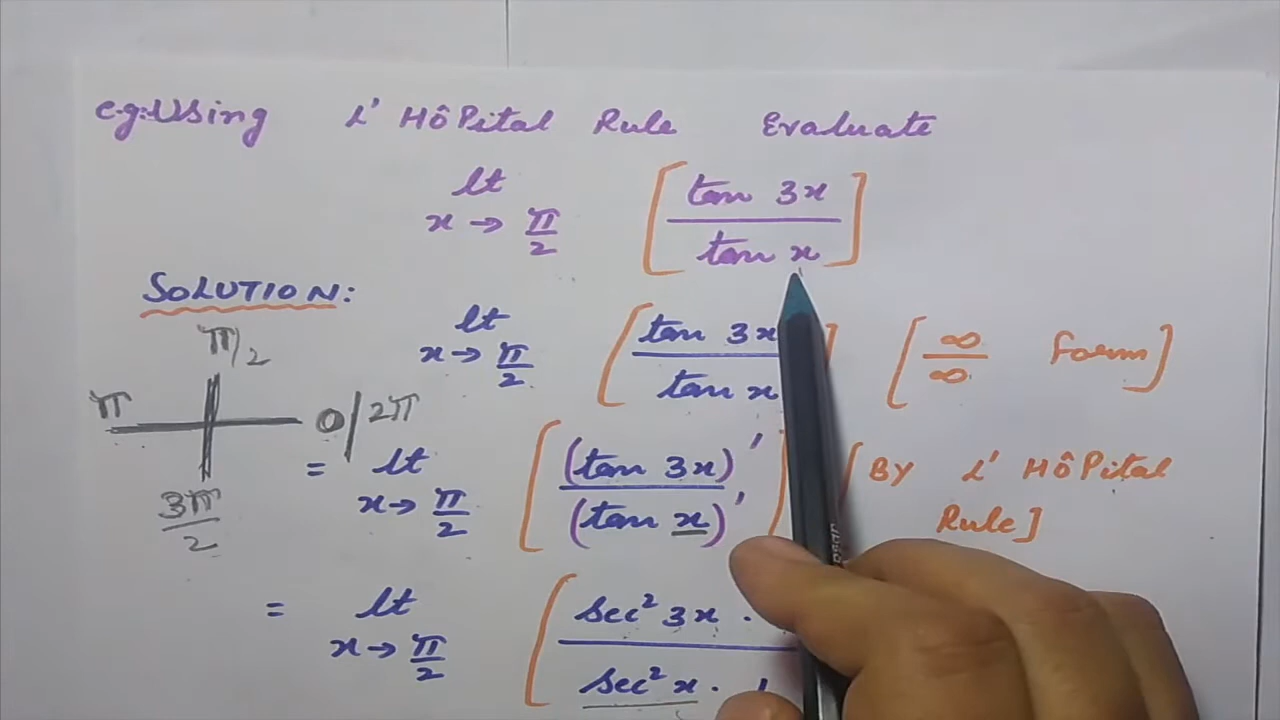 e.g: Using L' HôPital Rule Evaluate
lt x → π/2 [tan 3x / tan x]
SOLUTION:
lt x → π/2 [tan 3x / tan x] [∞/∞ Form]
π/2
π 0/2π
3π/2
= lt x → π/2 [(tan 3x)' / (tan x)'] [BY L' HôPital Rule]
= lt x → π/2 [sec² 3x . / sec² x . 1